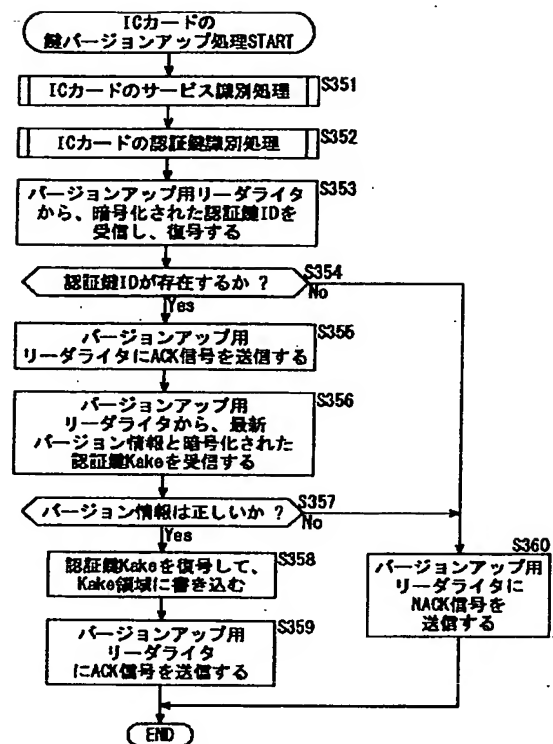 ICカードの
鍵バージョンアップ処理START
ICカードのサービス識別処理
S351
ICカードの認証鍵識別処理
S352
バージョンアップ用リーダライタ
から、暗号化された認証鍵IDを
受信し、復号する
S353
認証鍵IDが存在するか ?
S354
No
Yes
バージョンアップ用
リーダライタにACK信号を送信する
S355
バージョンアップ用
リーダライタから、最新
バージョン情報と暗号化された
認証鍵Kakeを受信する
S356
バージョン情報は正しいか ?
S357
No
Yes
認証鍵Kakeを復号して、
Kake領域に書き込む
S358
バージョンアップ用
リーダライタ
にACK信号を送信する
S359
S360
バージョンアップ用
リーダライタに
NACK信号を
送信する
END